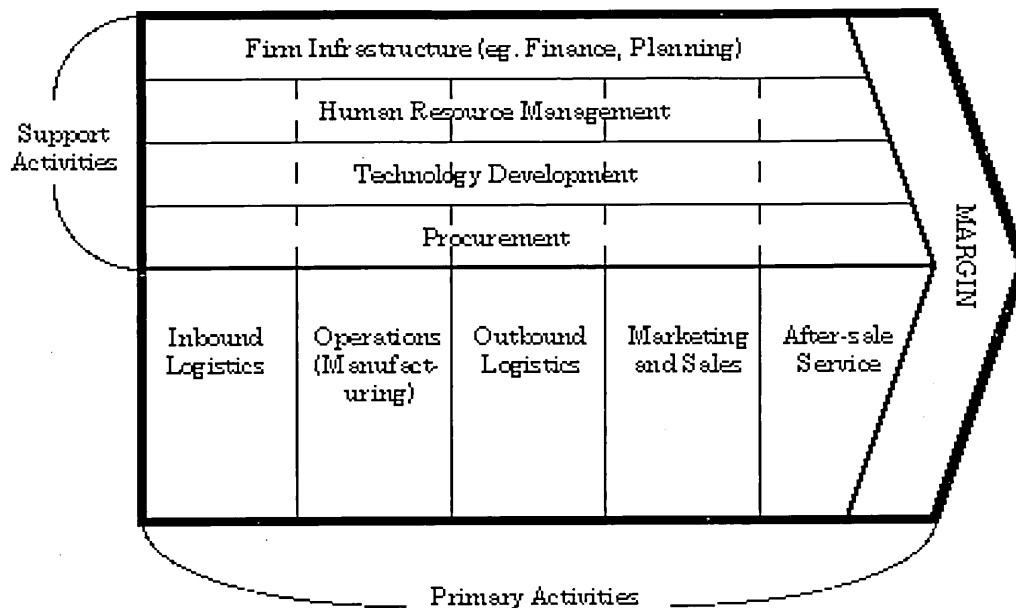 Firm Infrastructure (eg. Finance, Planning)
Human Resource Management
Support
Activities
Technology Development
Procurement
MARGIN
Inbound
Logistics
Operations
(Manufact-
uring)
Outbound
Logistics
Marketing
and Sales
After-sale
Service
Primary Activities